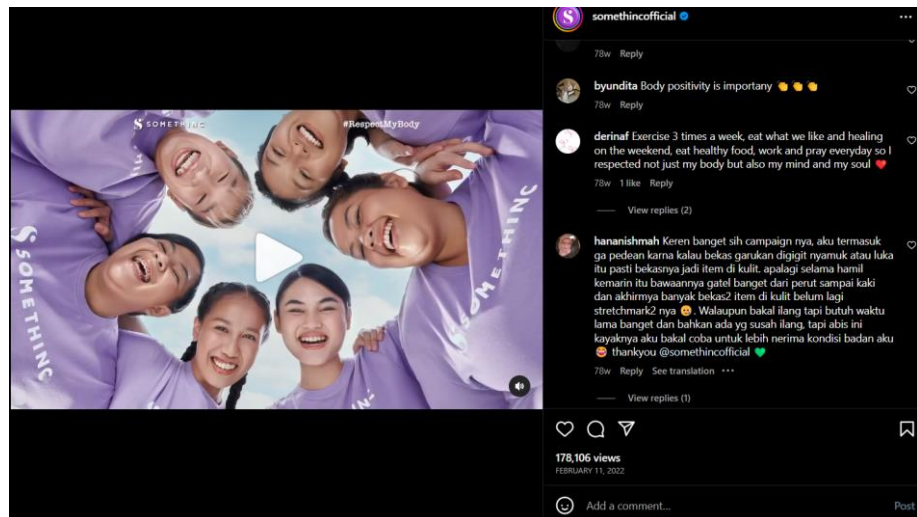 somethincofficial
78w Reply
byundita Body positivity is importany 👏👏👏
78w Reply
derinaf Exercise 3 times a week, eat what we like and healing
on the weekend, eat healthy food, work and pray everyday so I
respected not just my body but also my mind and my soul ❤️
78w 1 like Reply
View replies (2)
hananishmah Keren banget sih campaign nya, aku termasuk
ga pedean karna kalau bekas garukan digigit nyamuk atau luka
itu pasti bekasnya jadi item di kulit. apalagi selama hamil
kemarin itu bawaannya gatel banget dari perut sampai kaki
dan akhirnya banyak bekas2 item di kulit belum lagi
stretchmark2 nya 😢. Walaupun bakal ilang tapi butuh waktu
lama banget dan bahkan ada yg susah ilang, tapi abis ini
kayaknya aku bakal coba untuk lebih nerima kondisi badan aku
😍 thankyou @somethincofficial 💚
78w Reply See translation
View replies (1)
178,106 views
FEBRUARY 11, 2022
Add a comment...
Post
S SOMETHINC
#RespectMyBody
SOMETHINC
SOMETHINC